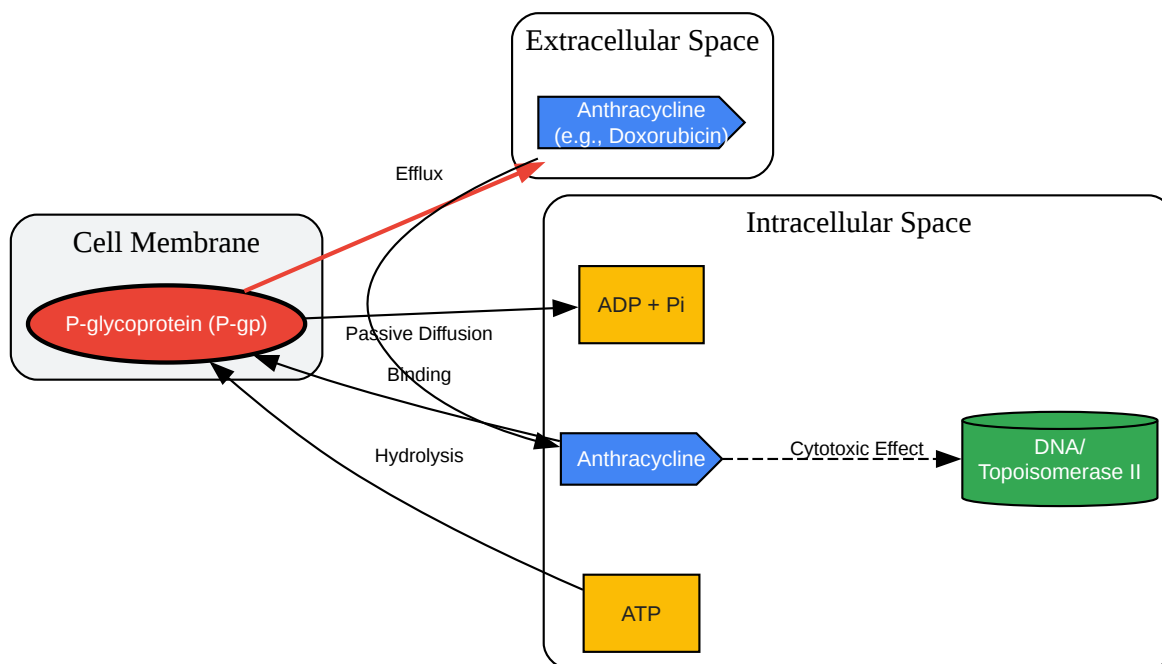 Extracellular Space
Anthracycline
(e.g., Doxorubicin)
Efflux
Cell Membrane
P-glycoprotein (P-gp)
Intracellular Space
ADP + Pi
Passive Diffusion
Binding
Hydrolysis
Anthracycline
Cytotoxic Effect
DNA/
Topoisomerase II
ATP